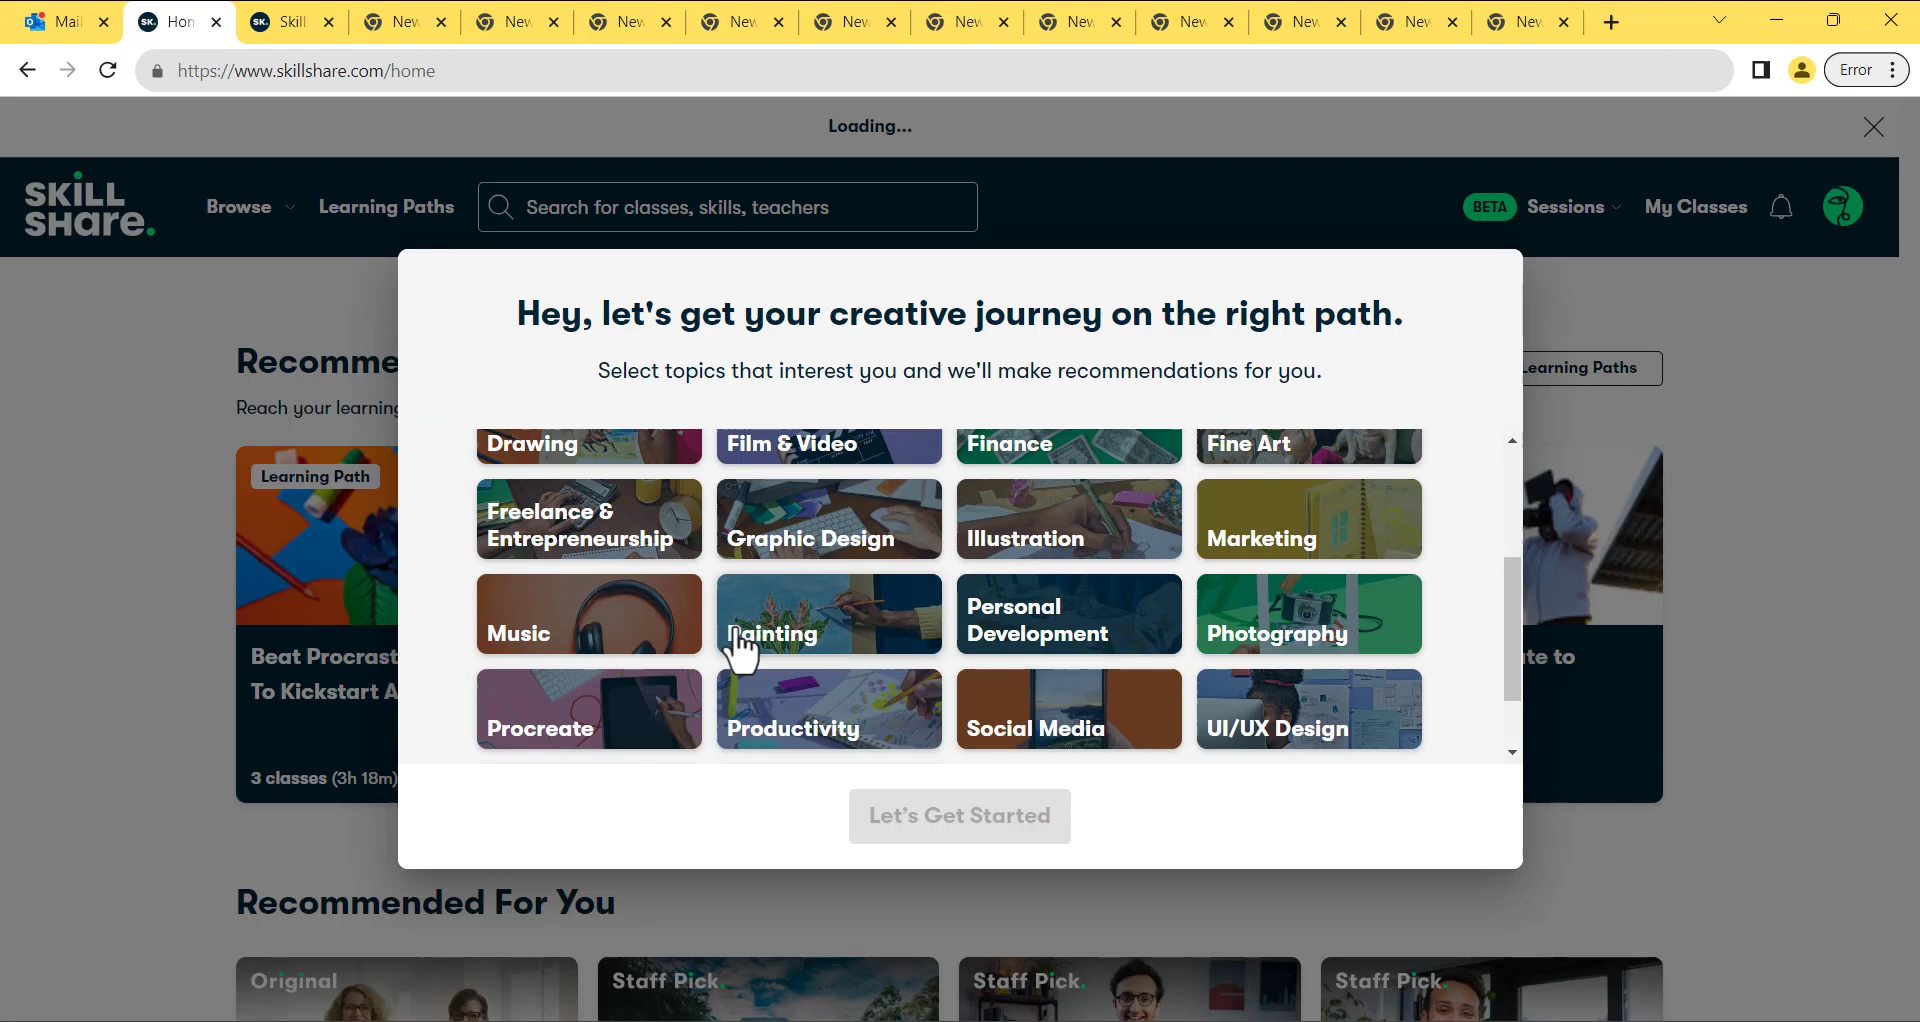 Mail
Hon
Skill
New
New
New
New
New
New
New
New
New
New
New
https://www.skillshare.com/home
Error
Loading...
SKILL
SHARE.
Browse
Learning Paths
Search for classes, skills, teachers
BETA
Sessions
My Classes
Hey, let's get your creative journey on the right path.
Select topics that interest you and we'll make recommendations for you.
Recomme
Reach your learning
Learning Paths
Learning Path
Beat Procrast
To Kickstart A
3 classes (3h 18m)
te to
Drawing
Film & Video
Finance
Fine Art
Freelance &
Entrepreneurship
Graphic Design
Illustration
Marketing
Music
Painting
Personal
Development
Photography
Procreate
Productivity
Social Media
UI/UX Design
Let's Get Started
Recommended For You
Original
Staff Pick.
Staff Pick.
Staff Pick.